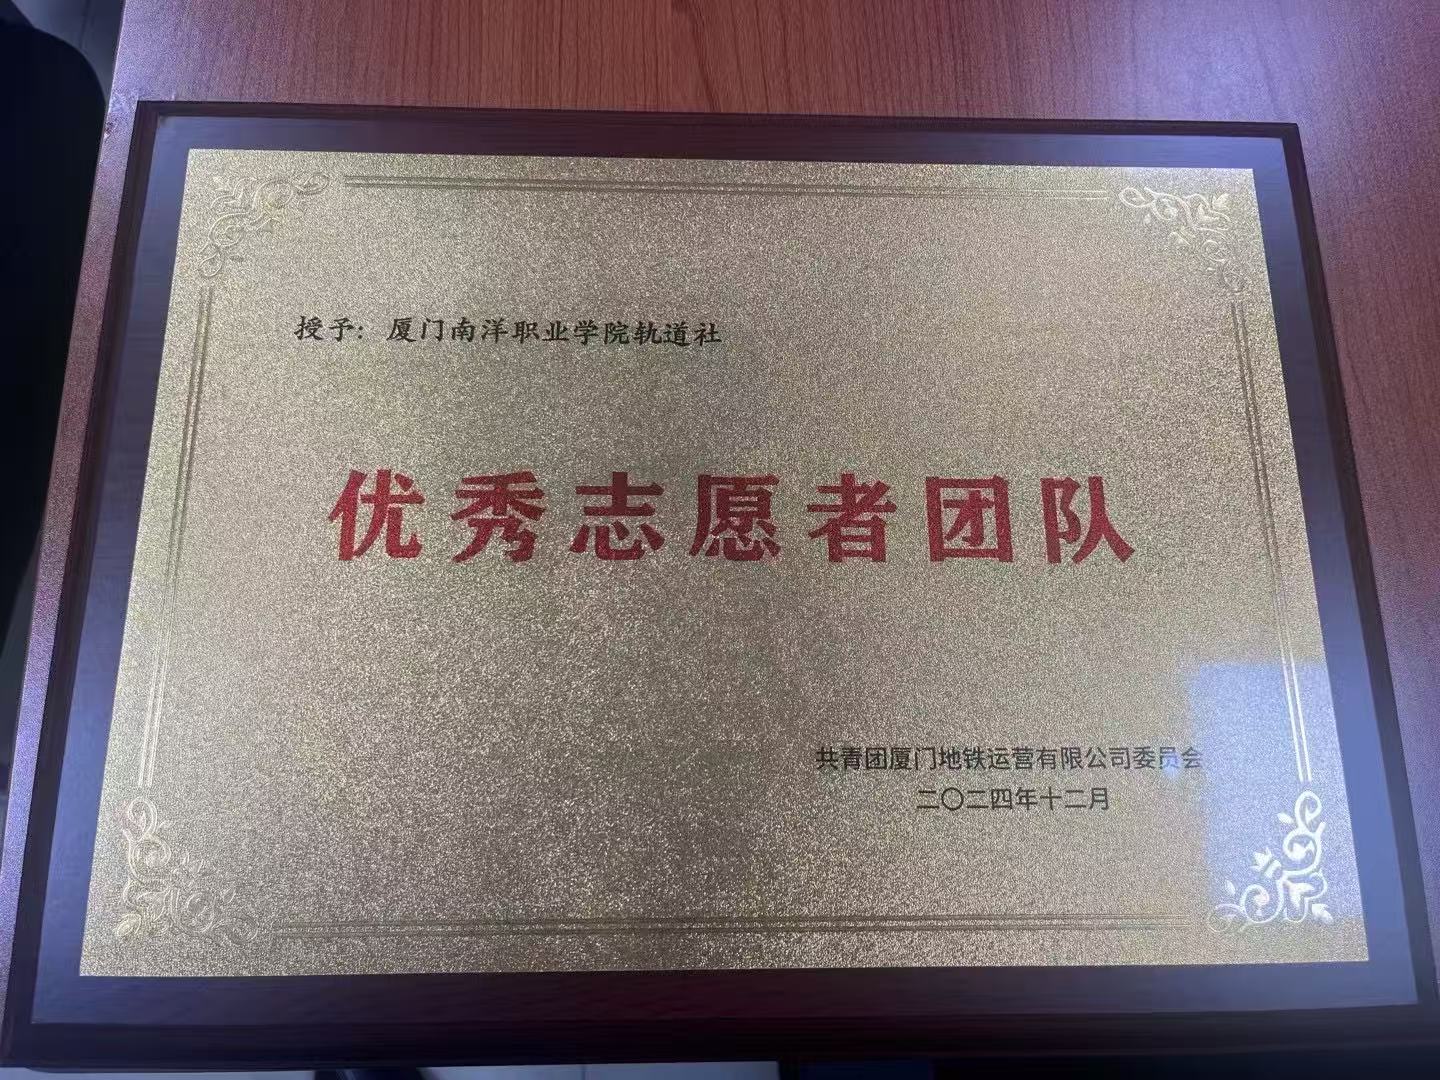 授予：厦门南洋职业学院轨道社
优秀志愿者团队
共青团厦门地铁运营有限公司委员会
二〇二四年十二月